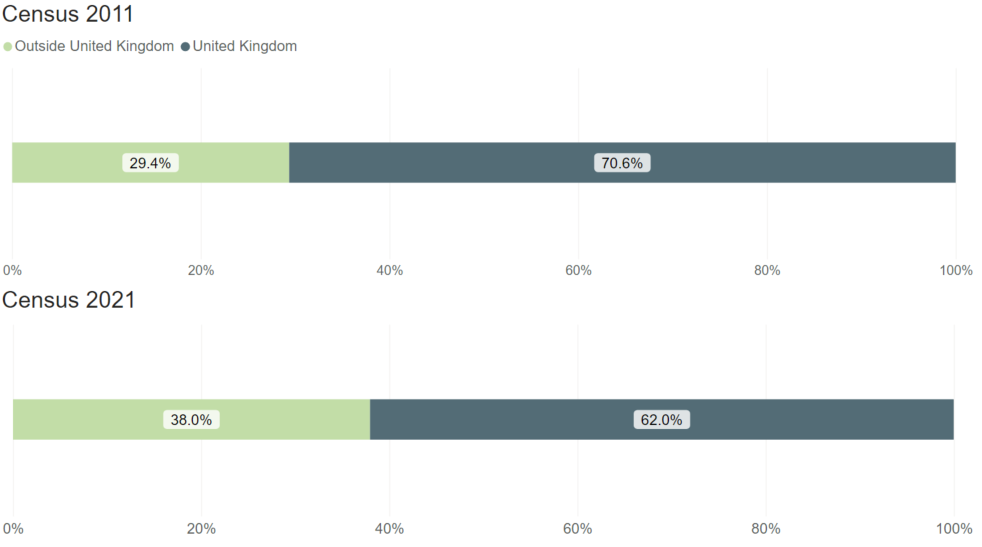 Census 2011
Outside United Kingdom United Kingdom
29.4% 70.6%
0% 20% 40% 60% 80% 100%
Census 2021
38.0% 62.0%
0% 20% 40% 60% 80% 100%